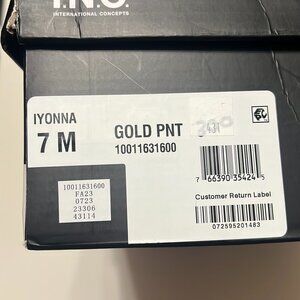 I.N.C.
INTERNATIONAL CONCEPTS
IYONNA
7 M
GOLD PNT
10011631600
10011631600
FA23
0723
23306
43114
7 66390 35424 5
Customer Return Label
072595201483